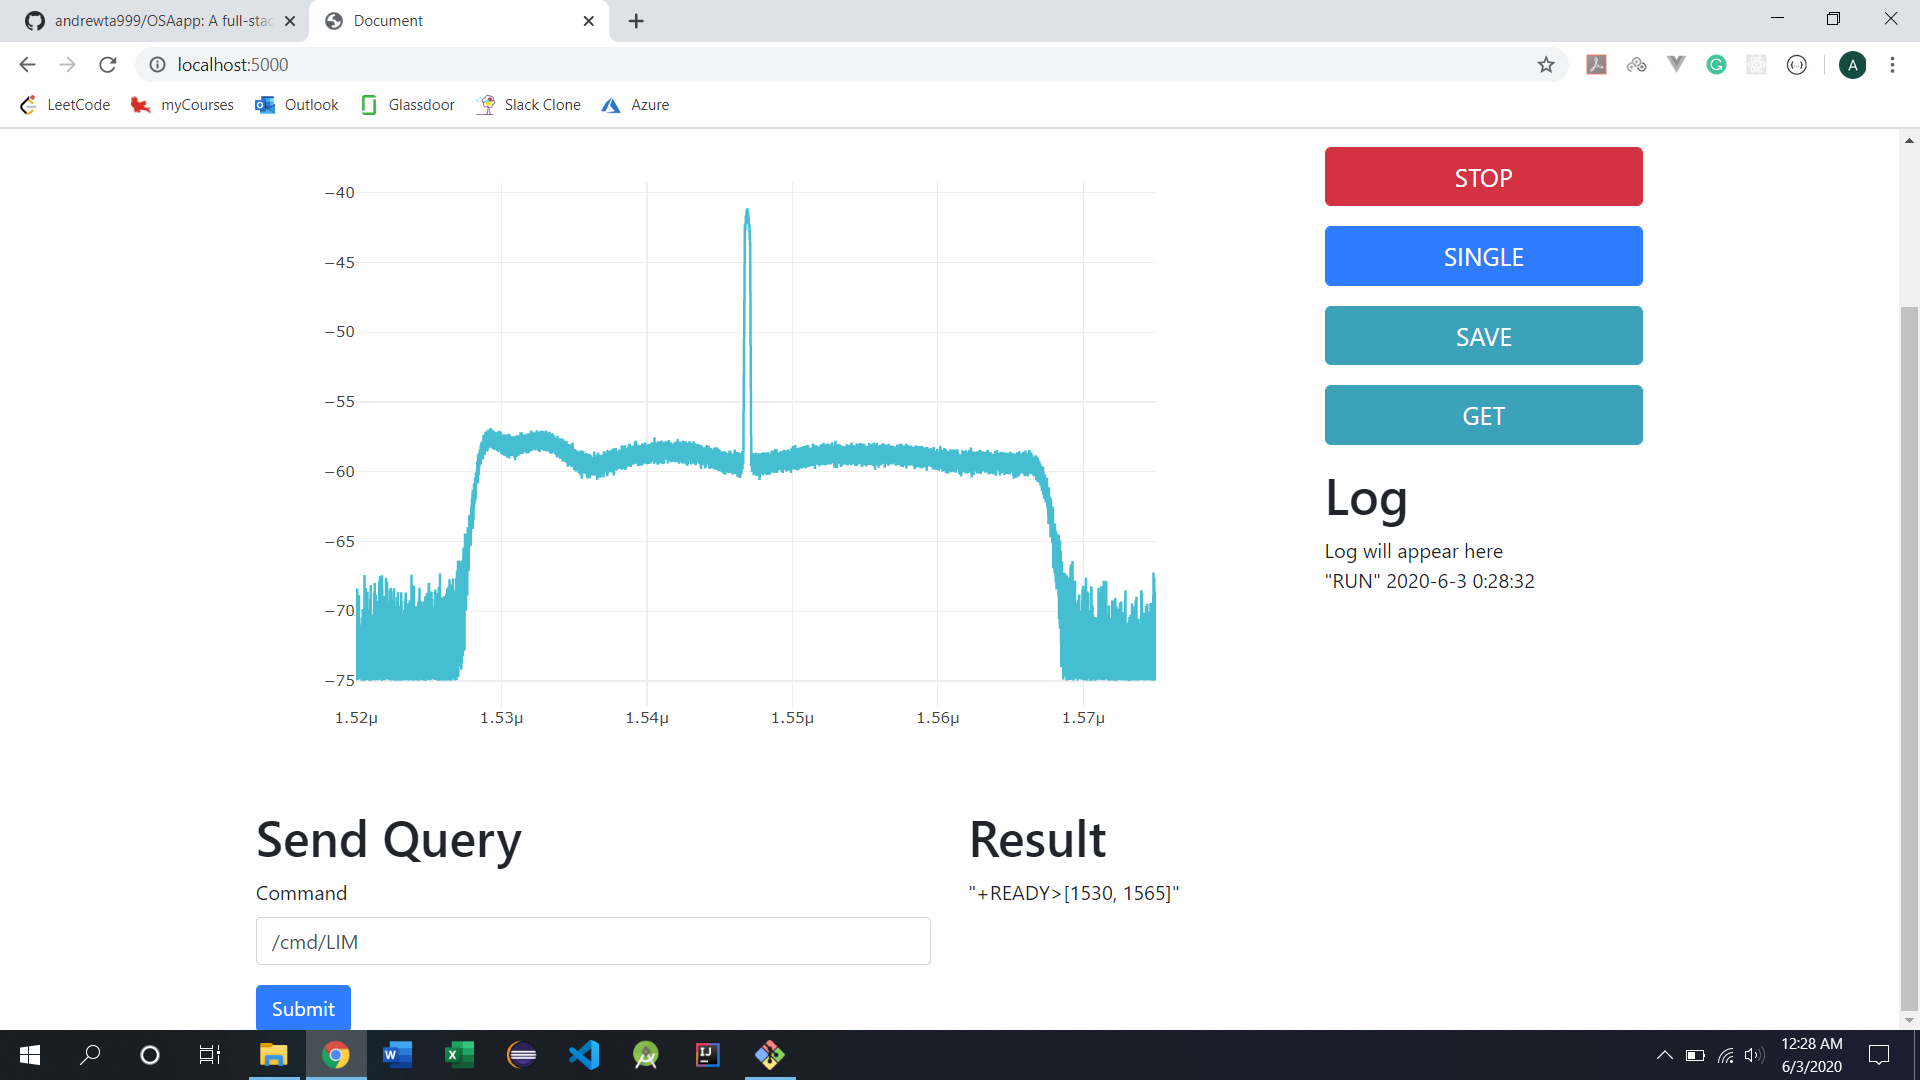 andrewta999/OSAapp: A full-stac
Document
localhost:5000
A
LeetCode
myCourses
Outlook
Glassdoor
Slack Clone
Azure
−40
−45
−50
−55
−60
−65
−70
−75
1.52μ
1.53μ
1.54μ
1.55μ
1.56μ
1.57μ
STOP
SINGLE
SAVE
GET
Log
Log will appear here
"RUN" 2020-6-3 0:28:32
Send Query
Command
/cmd/LIM
Submit
Result
"+READY>[1530, 1565]"
12:28 AM
6/3/2020